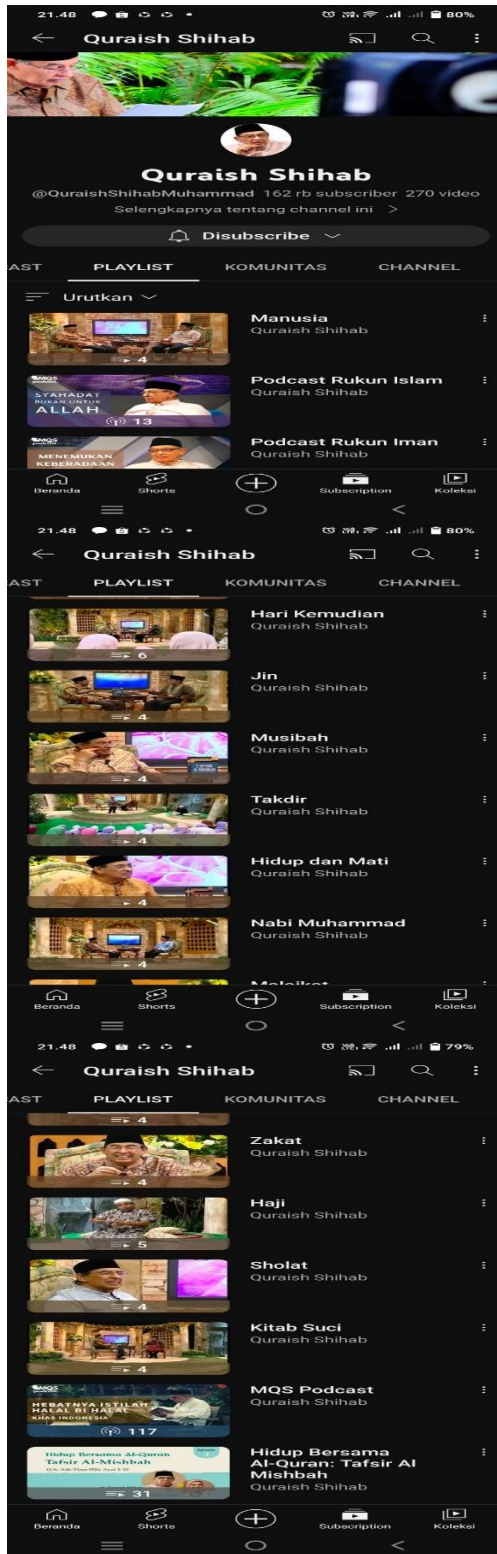 21.48
80%
Quraish Shihab
Quraish Shihab
@QuraishShihabMuhammad 162 rb subscriber 270 video
Selengkapnya tentang channel ini >
Disubscribe
AST PLAYLIST KOMUNITAS CHANNEL
Urutkan
Manusia
Quraish Shihab
4
Podcast Rukun Islam
Quraish Shihab
SYAHADAT
BUKAN UNTUK
ALLAH
13
Podcast Rukun Iman
Quraish Shihab
MENEMUKAN
KEBERADAAN
Beranda Shorts Subscription Koleksi
21.48
80%
Quraish Shihab
AST PLAYLIST KOMUNITAS CHANNEL
Hari Kemudian
Quraish Shihab
6
Jin
Quraish Shihab
4
Musibah
Quraish Shihab
4
Takdir
Quraish Shihab
4
Hidup dan Mati
Quraish Shihab
4
Nabi Muhammad
Quraish Shihab
4
Malaikat
Beranda Shorts Subscription Koleksi
21.48
79%
Quraish Shihab
AST PLAYLIST KOMUNITAS CHANNEL
4
Zakat
Quraish Shihab
4
Haji
Quraish Shihab
5
Sholat
Quraish Shihab
4
Kitab Suci
Quraish Shihab
4
MQS Podcast
Quraish Shihab
MQS
HEBATNYA ISTILAH
HALAL BI HALAL
KHAS INDONESIA
117
Hidup Bersama
Al-Quran: Tafsir Al
Mishbah
Quraish Shihab
Hidup Bersama Al-Quran
Tafsir Al-Mishbah
31
Beranda Shorts Subscription Koleksi